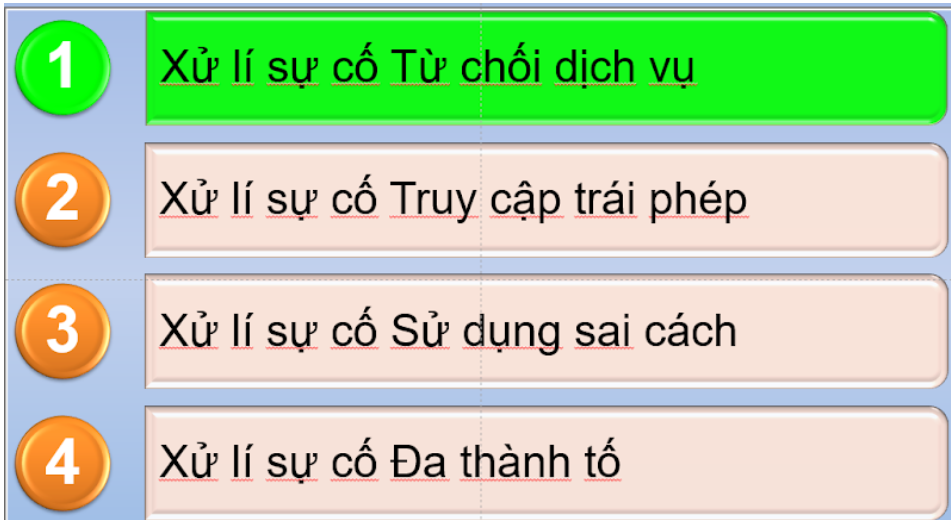 1 Xử lí sự cố Từ chối dịch vụ
2 Xử lí sự cố Truy cập trái phép
3 Xử lí sự cố Sử dụng sai cách
4 Xử lí sự cố Đa thành tố